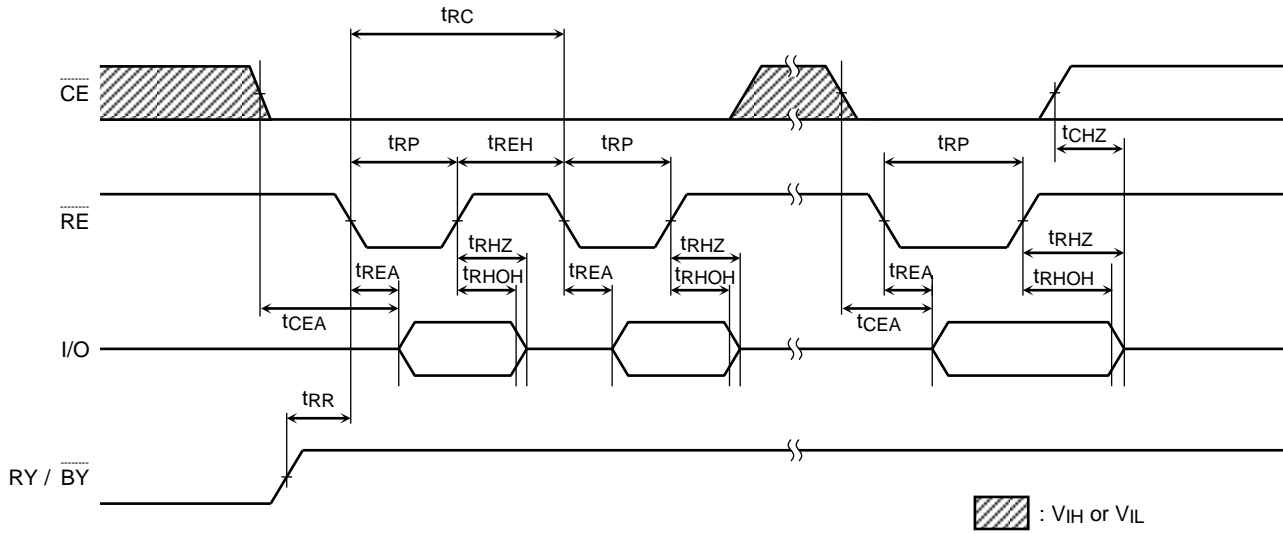 tRC
CE
tCHZ
tRP tREH tRP tRP
RE
tRHZ tRHZ tRHZ
tREA tRHOH tREA tRHOH tREA tRHOH
tCEA tCEA
I/O
tRR
RY / BY
: VIH or VIL